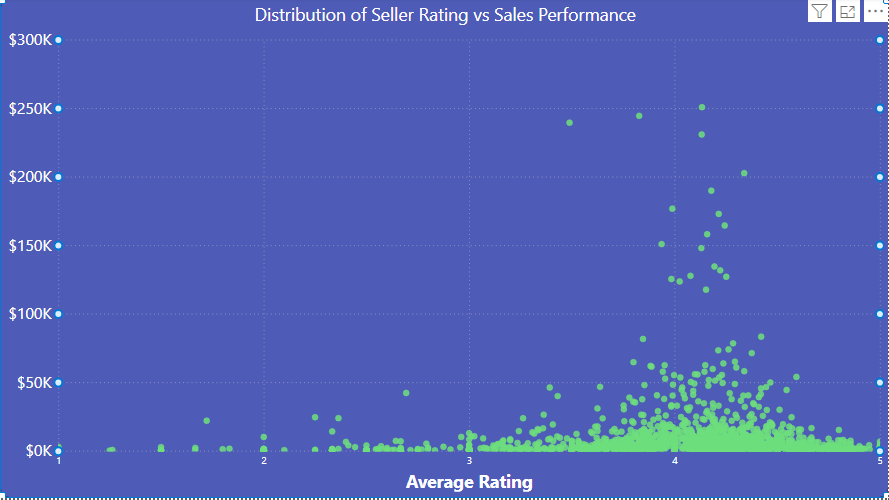 Distribution of Seller Rating vs Sales Performance
$300K
$250K
$200K
$150K
$100K
$50K
$0K
1 2 3 4 5
Average Rating